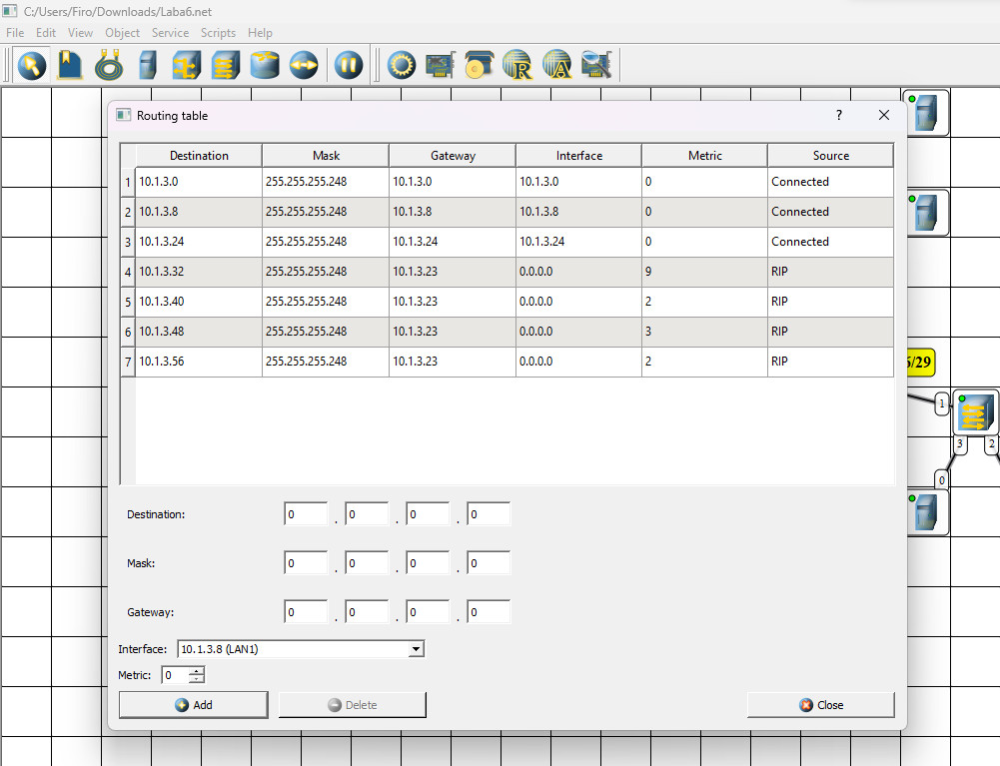 C:/Users/Firo/Downloads/Laba6.net
File Edit View Object Service Scripts Help
R A
Routing table ?
Destination Mask Gateway Interface Metric Source
1 10.1.3.0 255.255.255.248 10.1.3.0 10.1.3.0 0 Connected
2 10.1.3.8 255.255.255.248 10.1.3.8 10.1.3.8 0 Connected
3 10.1.3.24 255.255.255.248 10.1.3.24 10.1.3.24 0 Connected
4 10.1.3.32 255.255.255.248 10.1.3.23 0.0.0.0 9 RIP
5 10.1.3.40 255.255.255.248 10.1.3.23 0.0.0.0 2 RIP
6 10.1.3.48 255.255.255.248 10.1.3.23 0.0.0.0 3 RIP
7 10.1.3.56 255.255.255.248 10.1.3.23 0.0.0.0 2 RIP
/29
1
3 2
0
Destination: 0 . 0 . 0 . 0
Mask: 0 . 0 . 0 . 0
Gateway: 0 . 0 . 0 . 0
Interface: 10.1.3.8 (LAN1)
Metric: 0
Add Delete Close